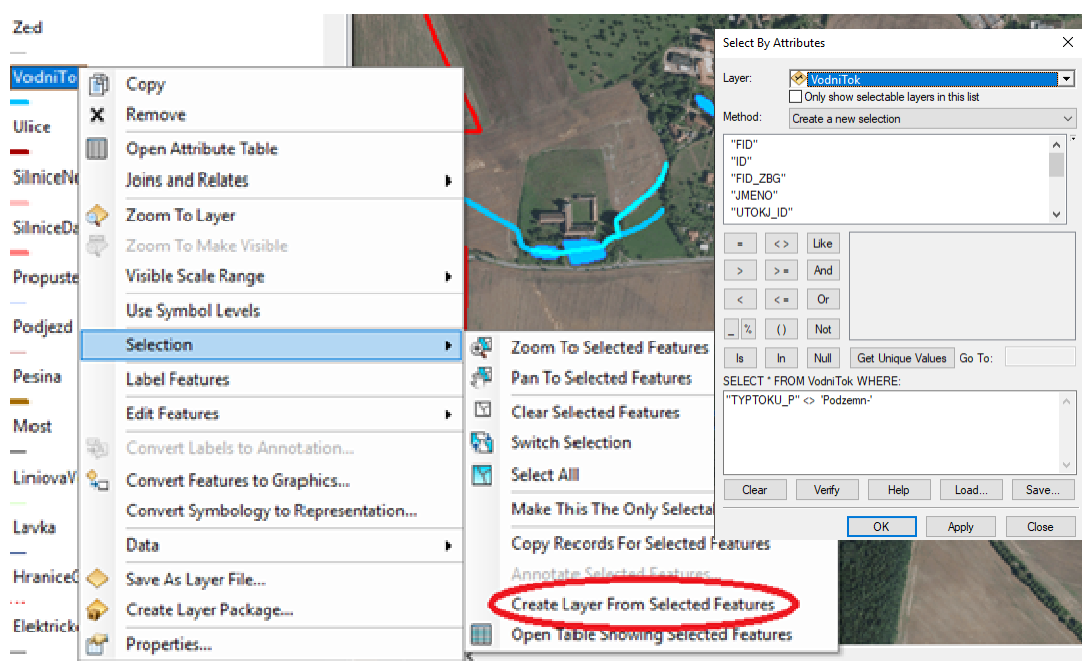 Zed
VodniTo
Ulice
SilniceNe
SilniceDa
Propuste
Podjezd
Pesina
Most
LiniovaV
Lavka
HraniceO
Elektricke
Copy
Remove
Open Attribute Table
Joins and Relates
Zoom To Layer
Zoom To Make Visible
Visible Scale Range
Use Symbol Levels
Selection
Label Features
Edit Features
Convert Labels to Annotation...
Convert Features to Graphics...
Convert Symbology to Representation...
Data
Save As Layer File...
Create Layer Package...
Properties...
Zoom To Selected Features
Pan To Selected Features
Clear Selected Features
Switch Selection
Select All
Make This The Only Selecta
Copy Records For Selected Features
Annotate Selected Features...
Create Layer From Selected Features
Open Table Showing Selected Features
Select By Attributes
Layer:
VodniTok
Only show selectable layers in this list
Method:
Create a new selection
"FID"
"ID"
"FID_ZBG"
"JMENO"
"UTOKJ_ID"
= <> Like
> >= And
< <= Or
_ % () Not
Is In Null Get Unique Values Go To:
SELECT * FROM VodniTok WHERE:
"TYPTOKU_P" <> 'Podzemn-'
Clear Verify Help Load... Save...
OK Apply Close